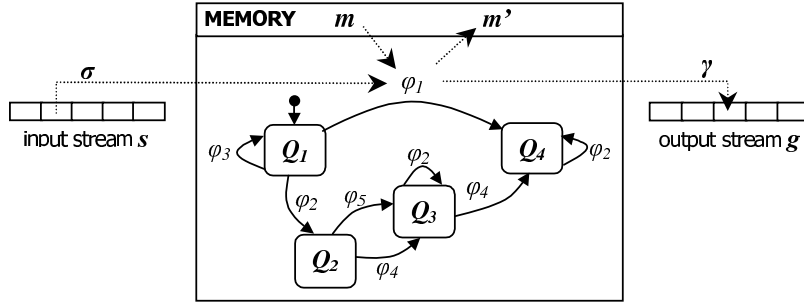 MEMORY m m’
σ φ1 γ
input stream s
output stream g
φ3 Q1 φ2 Q4 φ2
φ2 φ5 Q3 φ4
Q2 φ4